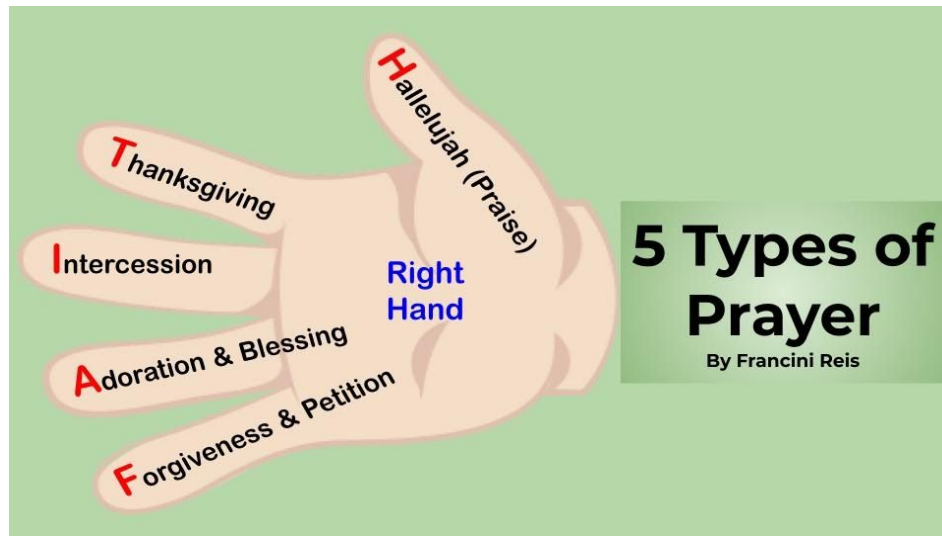 Hallelujah (Praise)
Thanksgiving
Intercession
Adoration & Blessing
Forgiveness & Petition
Right
Hand
5 Types of
Prayer
By Francini Reis